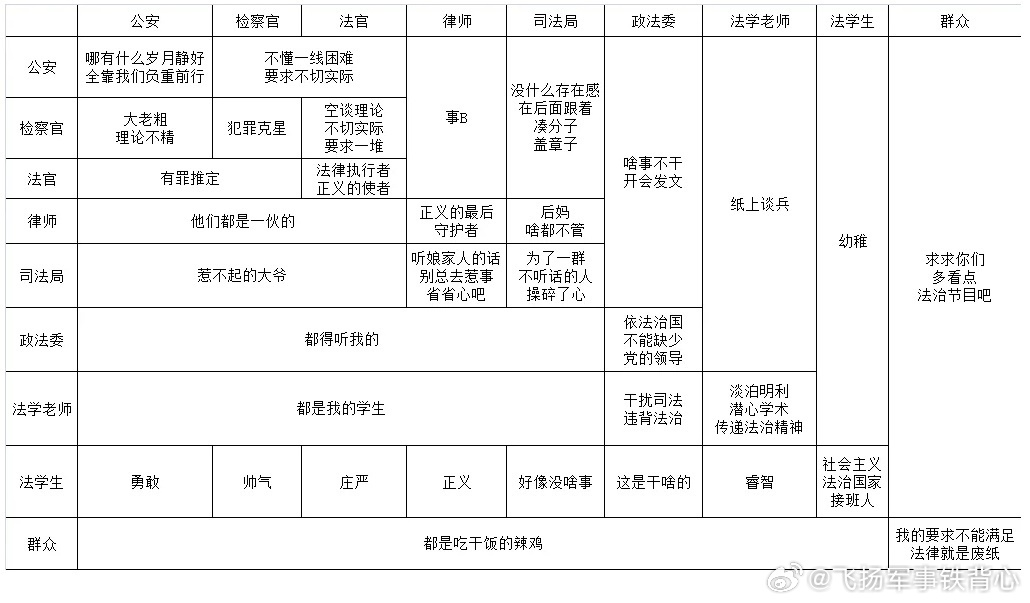 公安 检察官 法官 律师 司法局 政法委 法学老师 法学生 群众
公安
哪有什么岁月静好
全靠我们负重前行
不懂一线困难
要求不切实际
事B
没什么存在感
在后面跟着
凑分子
盖章子
啥事不干
开会发文
纸上谈兵
幼稚
求求你们
多看点
法治节目吧
检察官
大老粗
理论不精
犯罪克星
空谈理论
不切实际
要求一堆
法官
有罪推定
法律执行者
正义的使者
律师
他们都是一伙的
正义的最后
守护者
后妈
啥都不管
司法局
惹不起的大爷
听娘家人的话
别总去惹事
省省心吧
为了一群
不听话的人
操碎了心
政法委
都得听我的
依法治国
不能缺少
党的领导
法学老师
都是我的学生
干扰司法
违背法治
淡泊明利
潜心学术
传递法治精神
法学生
勇敢
帅气
庄严
正义
好像没啥事
这是干啥的
睿智
社会主义
法治国家
接班人
群众
都是吃干饭的辣鸡
我的要求不能满足
法律就是废纸
@飞扬军事铁背心